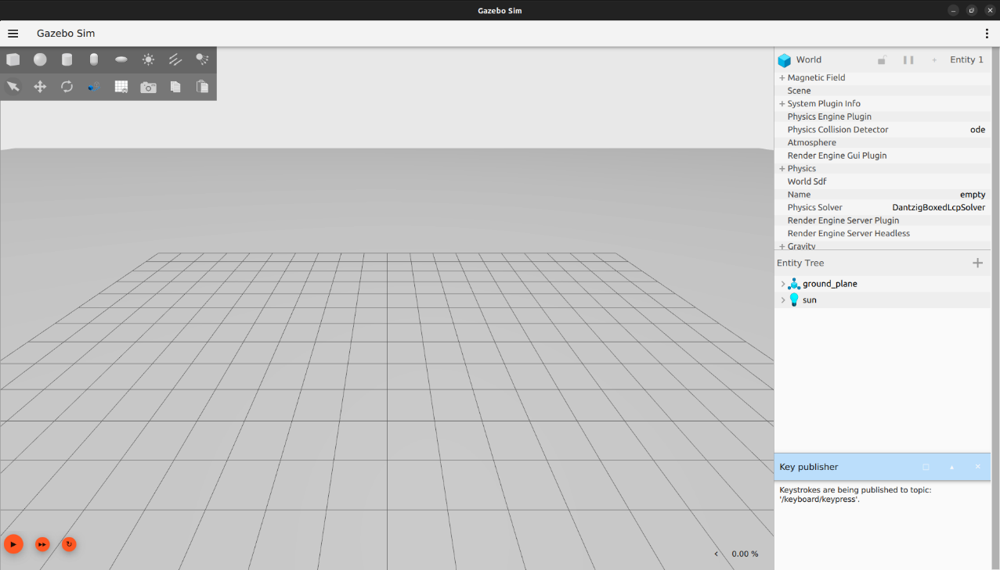 Gazebo Sim
Gazebo Sim
World Entity 1
Magnetic Field
Scene
System Plugin Info
Physics Engine Plugin
Physics Collision Detector ode
Atmosphere
Render Engine Gui Plugin
Physics
World Sdf
Name empty
Physics Solver DantzigBoxedLcpSolver
Render Engine Server Plugin
Render Engine Server Headless
Gravity
Entity Tree
ground_plane
sun
Key publisher
Keystrokes are being published to topic:
'/keyboard/keypress'.
0.00 %